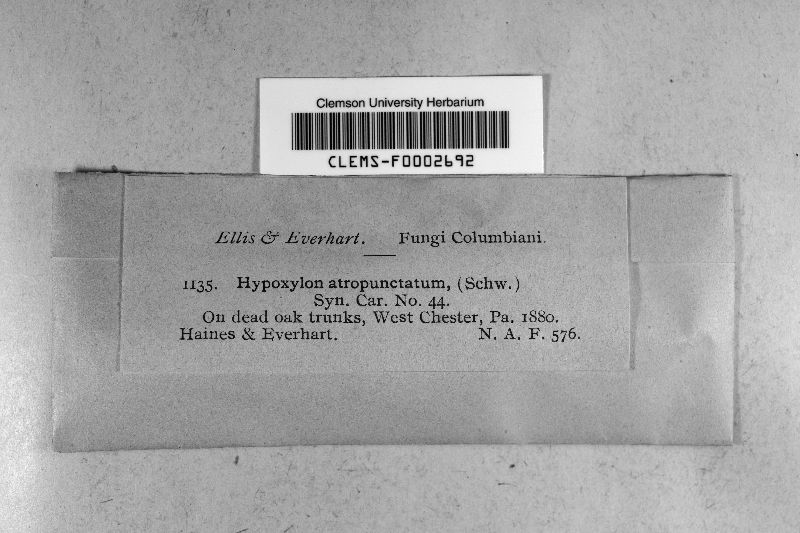 Clemson University Herbarium
CLEMS-F0002692
Ellis & Everhart. Fungi Columbiani.
1135. Hypoxylon atropunctatum, (Schw.)
Syn. Car. No. 44.
On dead oak trunks, West Chester, Pa. 1880.
Haines & Everhart. N. A. F. 576.